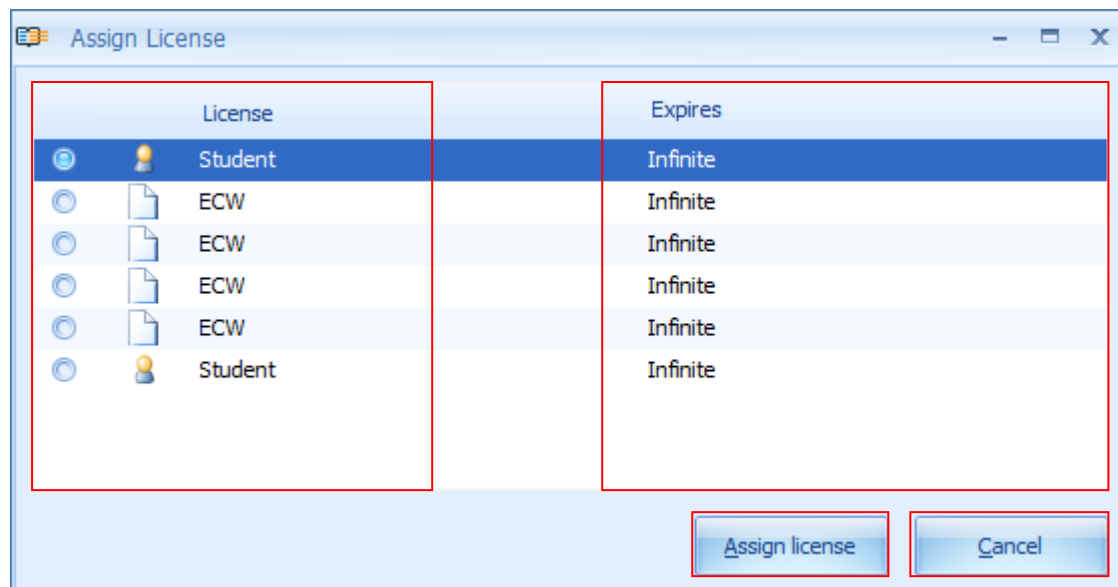 Assign License
License Expires
Student Infinite
ECW Infinite
ECW Infinite
ECW Infinite
ECW Infinite
Student Infinite
Assign license Cancel